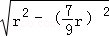 √(r² − (7/9 r)²)